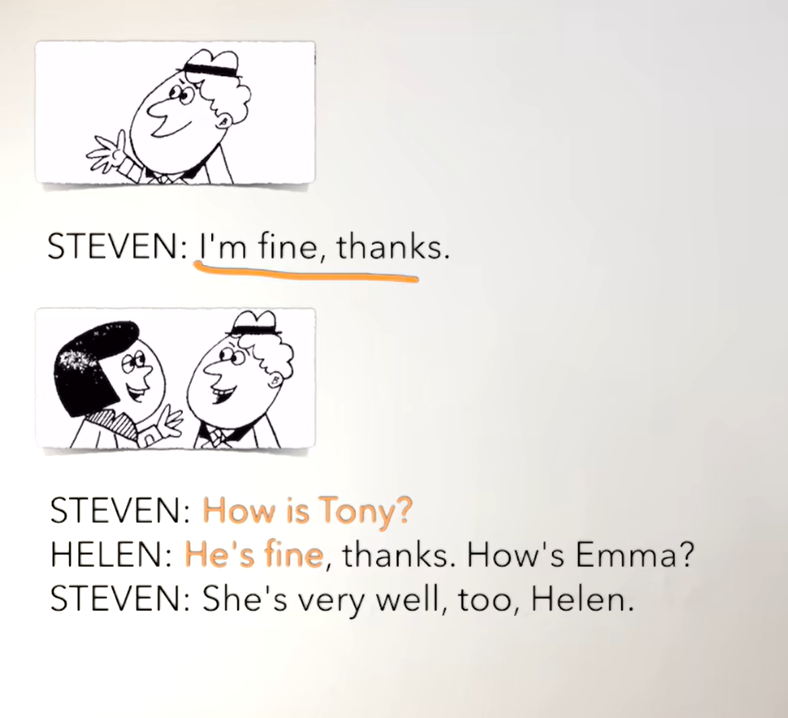 STEVEN: I'm fine, thanks.
STEVEN: How is Tony?
HELEN: He's fine, thanks. How's Emma?
STEVEN: She's very well, too, Helen.